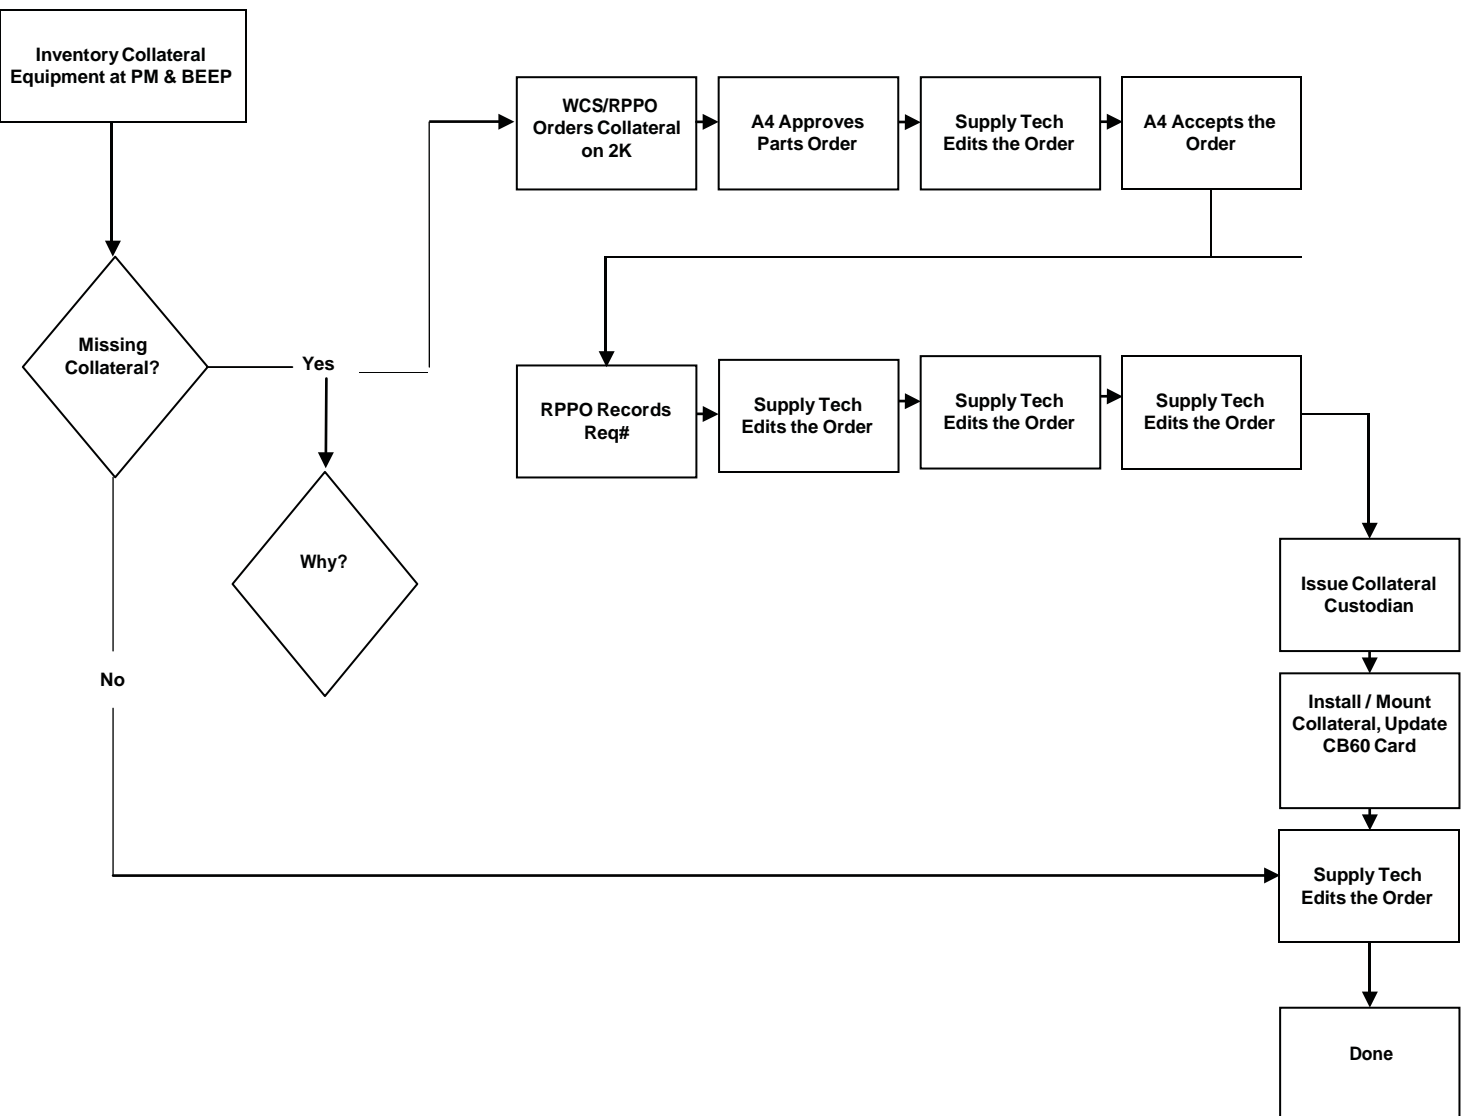 Inventory Collateral
Equipment at PM & BEEP
WCS/RPPO
Orders Collateral
on 2K
A4 Approves
Parts Order
Supply Tech
Edits the Order
A4 Accepts the
Order
Missing
Collateral?
Yes
RPPO Records
Req#
Supply Tech
Edits the Order
Supply Tech
Edits the Order
Supply Tech
Edits the Order
Why?
Issue Collateral
Custodian
No
Install / Mount
Collateral, Update
CB60 Card
Supply Tech
Edits the Order
Done